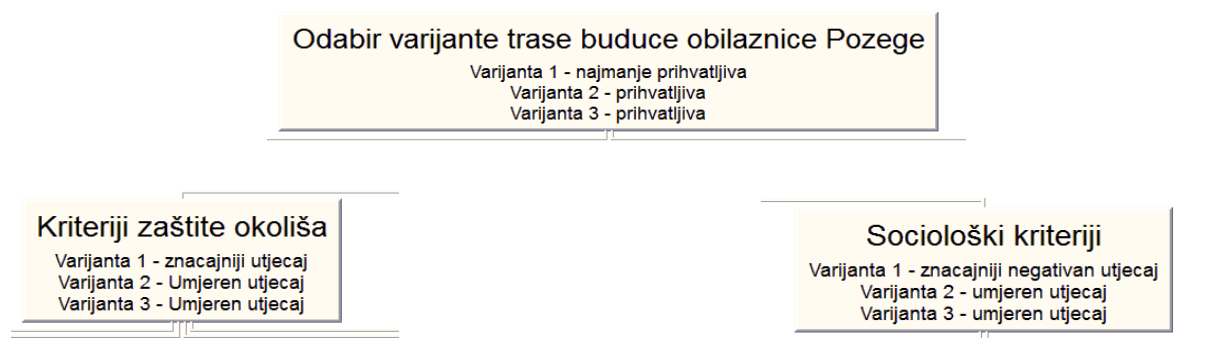 Odabir varijante trase buduce obilaznice Pozege
Varijanta 1 - najmanje prihvatljiva
Varijanta 2 - prihvatljiva
Varijanta 3 - prihvatljiva
Kriteriji zaštite okoliša
Varijanta 1 - znacajniji utjecaj
Varijanta 2 - Umjeren utjecaj
Varijanta 3 - Umjeren utjecaj
Sociološki kriteriji
Varijanta 1 - znacajniji negativan utjecaj
Varijanta 2 - umjeren utjecaj
Varijanta 3 - umjeren utjecaj